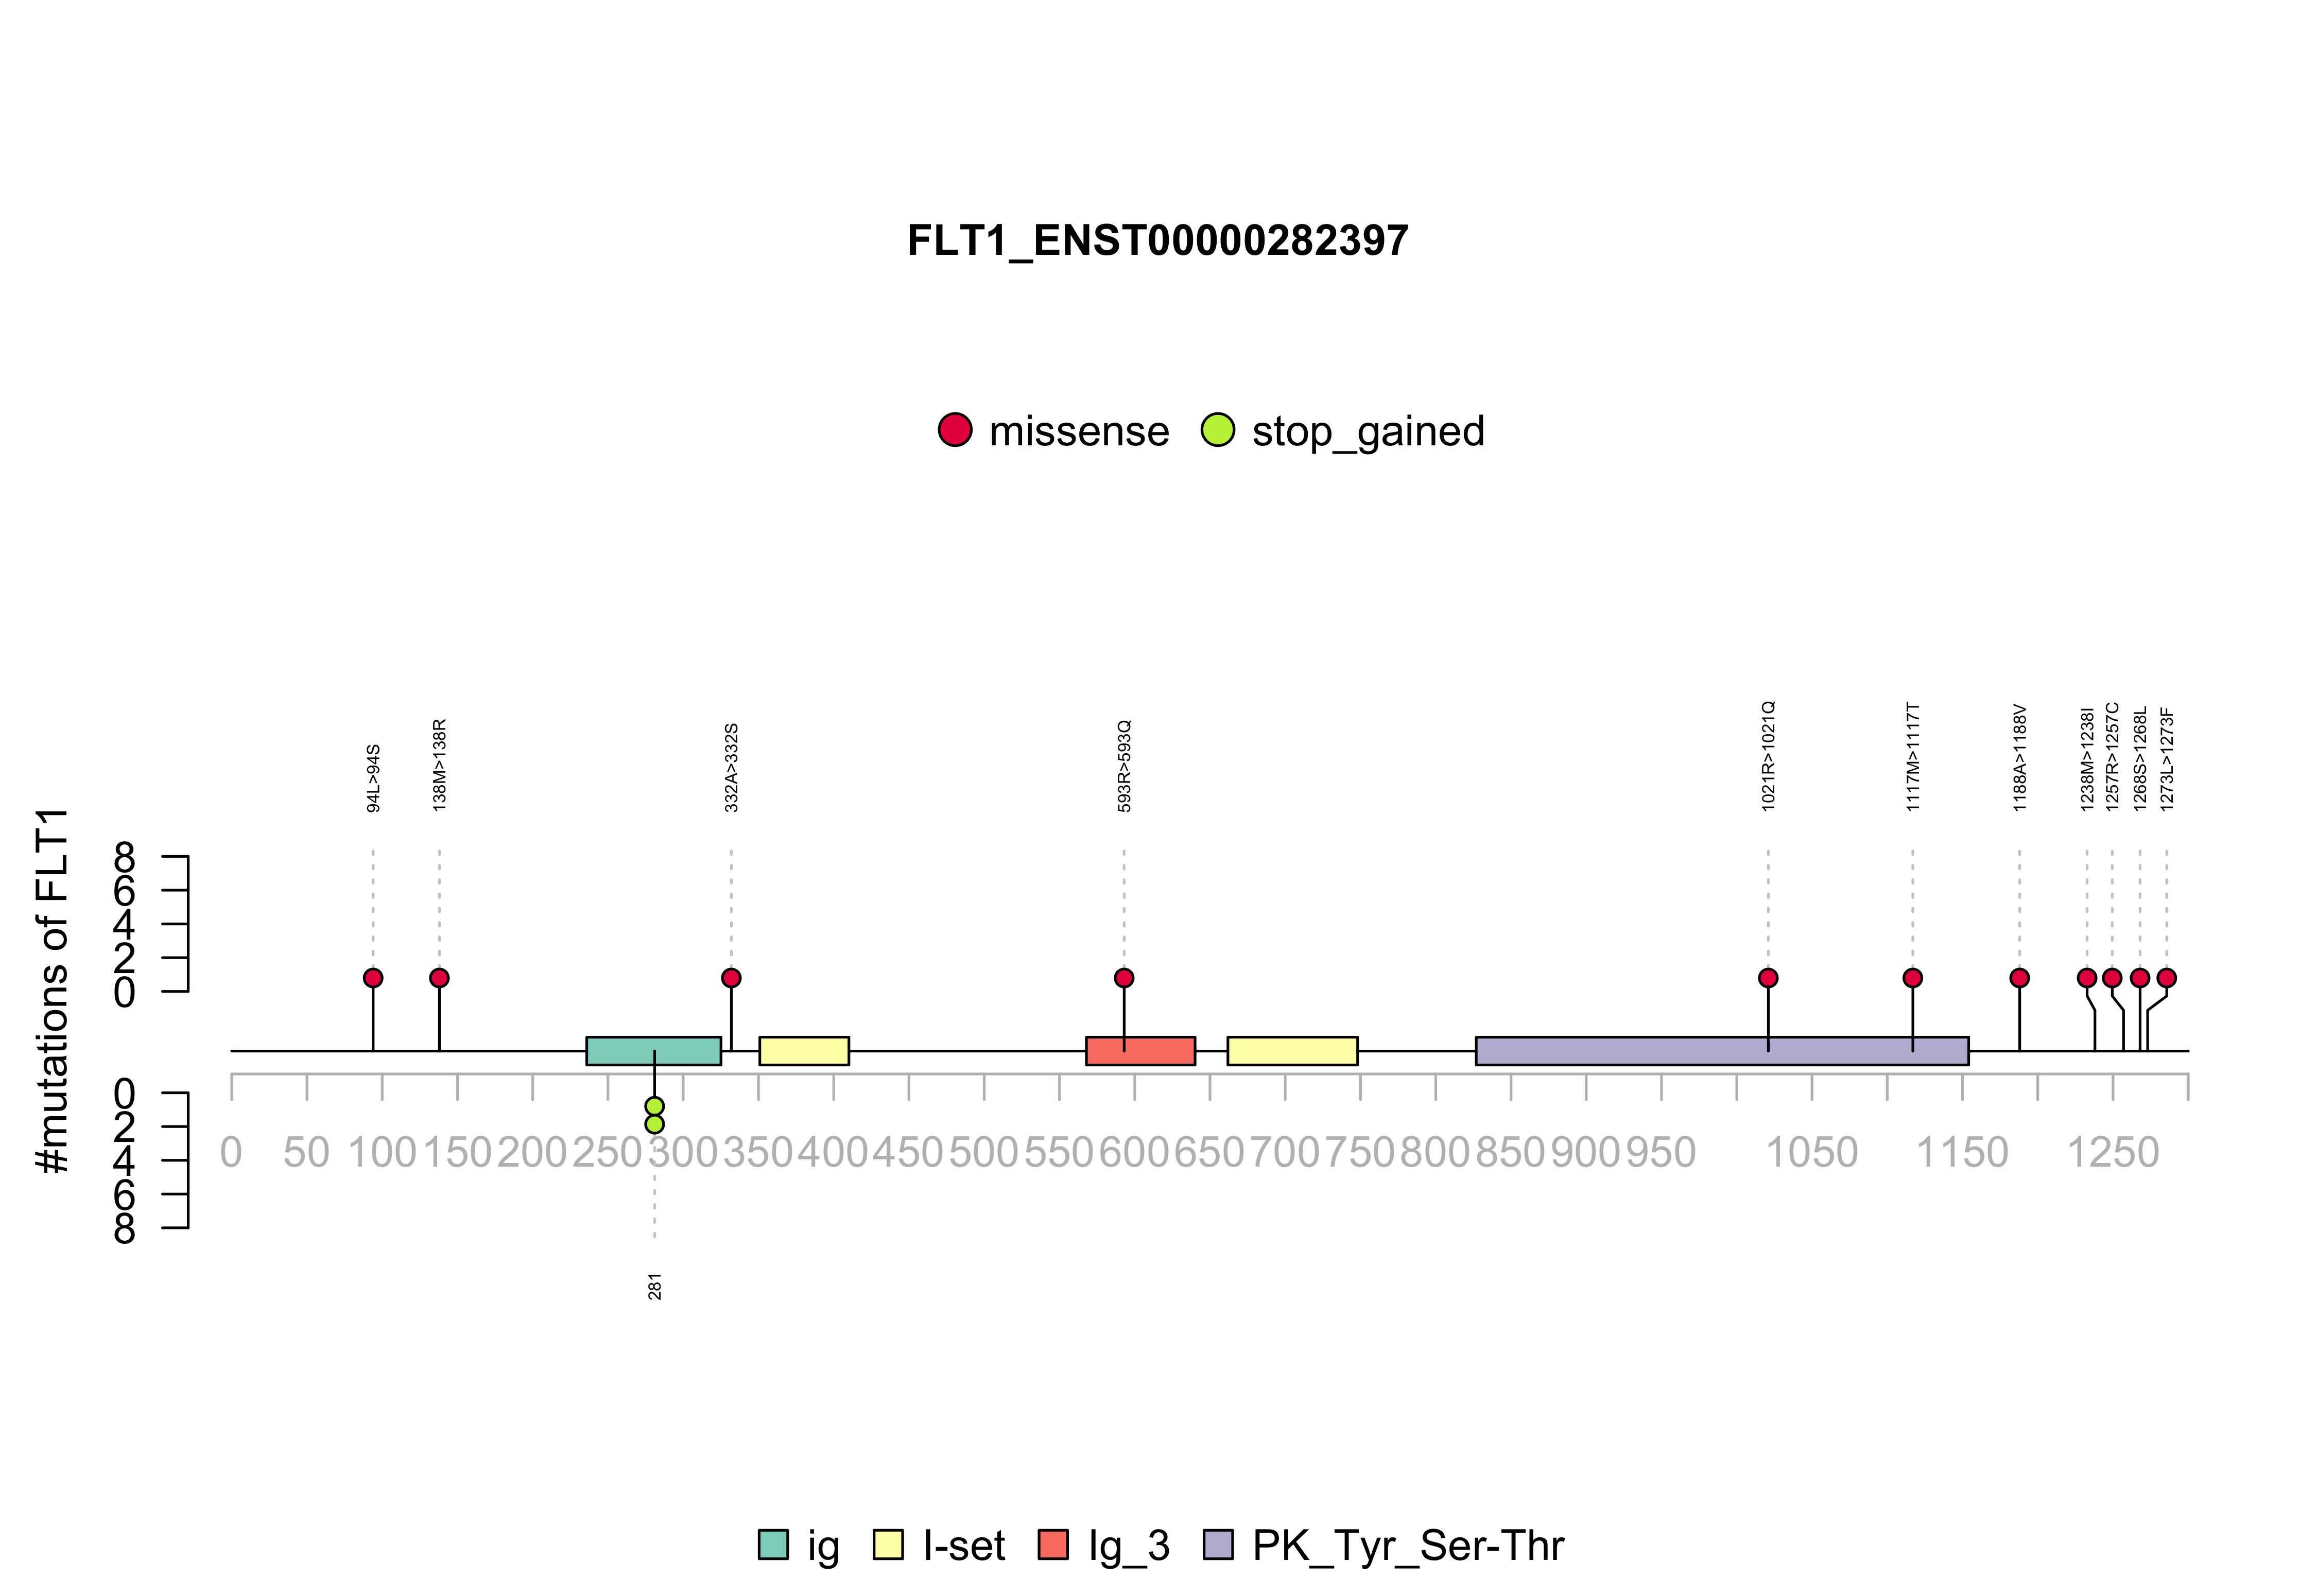 FLT1_ENST00000282397
missense stop_gained
94L>94S
138M>138R
332A>332S
593R>593Q
1021R>1021Q
1117M>1117T
1188A>1188V
1238M>1238I
1257R>1257C
1268S>1268L
1273L>1273F
#mutations of FLT1
8
6
4
2
0
0
2
4
6
8
0 50 100 150 200 250 300 350 400 450 500 550 600 650 700 750 800 850 900 950 1050 1150 1250
281
ig I-set Ig_3 PK_Tyr_Ser-Thr